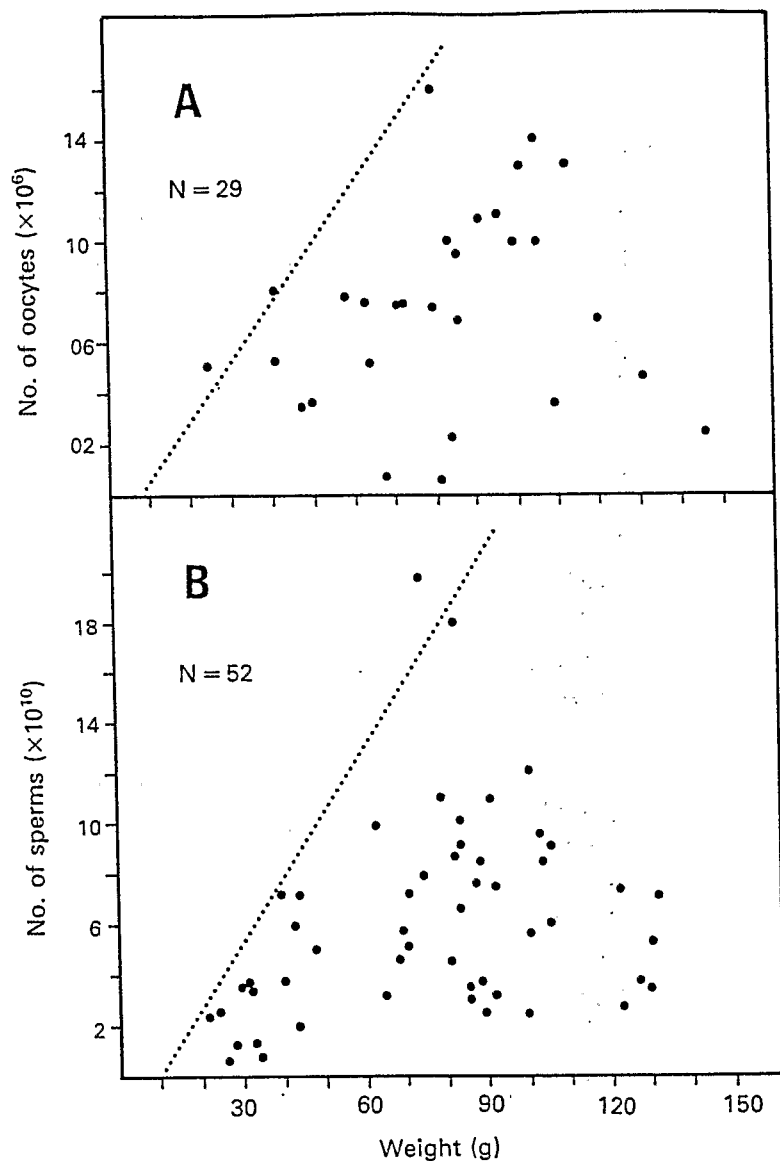 A
N = 29
No. of oocytes (×10⁶)
14
10
06
02
B
N = 52
No. of sperms (×10¹⁰)
18
14
10
6
2
30 60 90 120 150
Weight (g)